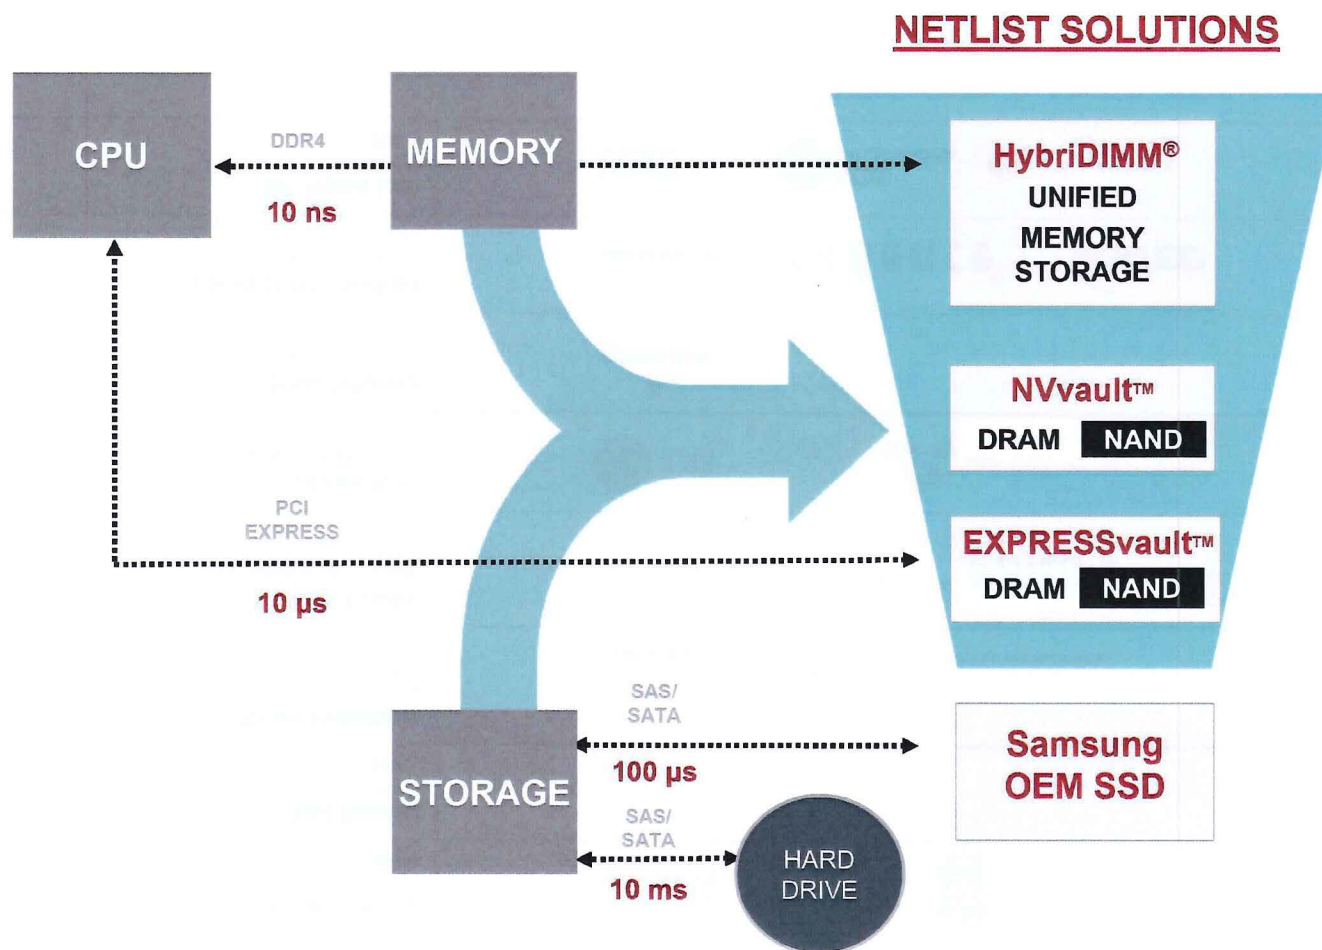 NETLIST SOLUTIONS
CPU
DDR4
10 ns
MEMORY
HybriDIMM®
UNIFIED
MEMORY
STORAGE
NVvault™
DRAM NAND
PCI
EXPRESS
10 µs
EXPRESSvault™
DRAM NAND
STORAGE
SAS/
SATA
100 µs
Samsung
OEM SSD
SAS/
SATA
10 ms
HARD
DRIVE